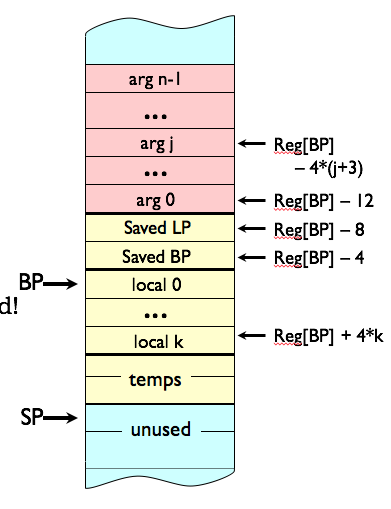 arg n-1
...
arg j
Reg[BP]
– 4*(j+3)
...
arg 0
Reg[BP] – 12
Saved LP
Reg[BP] – 8
Saved BP
Reg[BP] – 4
BP
local 0
d!
...
local k
Reg[BP] + 4*k
temps
SP
unused